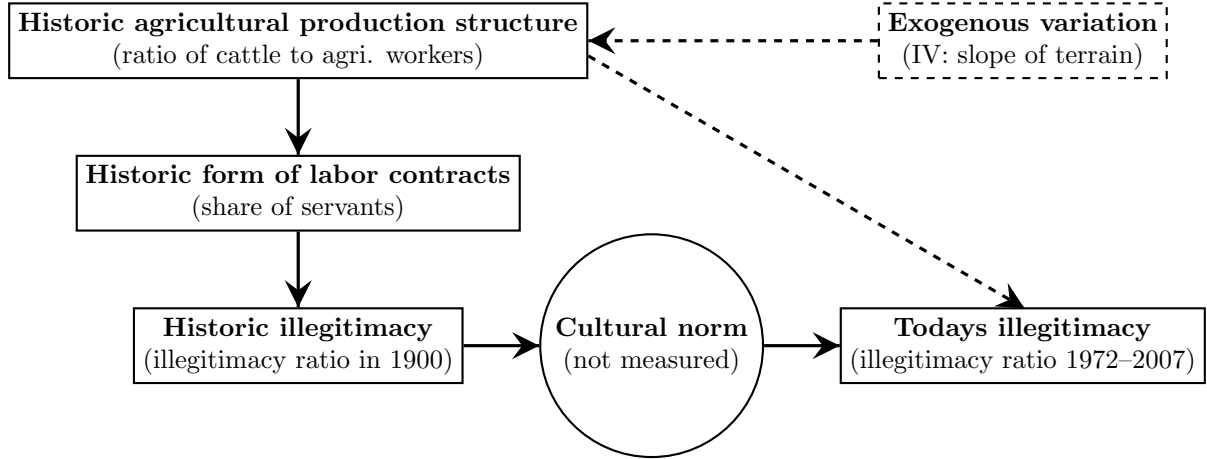 Historic agricultural production structure
(ratio of cattle to agri. workers)
Exogenous variation
(IV: slope of terrain)
Historic form of labor contracts
(share of servants)
Historic illegitimacy
(illegitimacy ratio in 1900)
Cultural norm
(not measured)
Todays illegitimacy
(illegitimacy ratio 1972–2007)